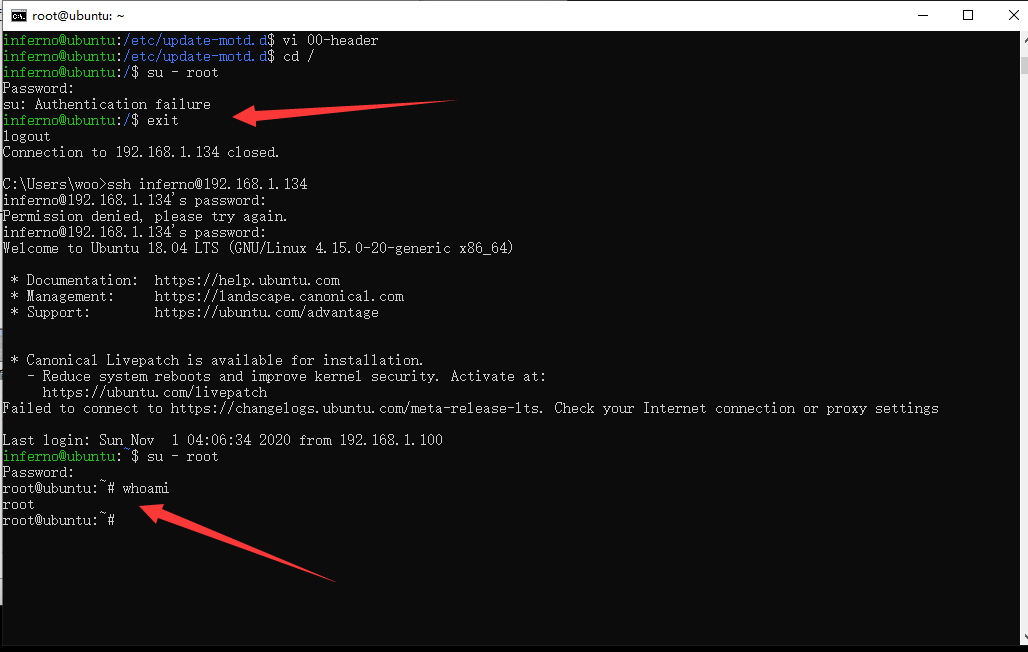 root@ubuntu: ~
inferno@ubuntu:/etc/update-motd.d$ vi 00-header
inferno@ubuntu:/etc/update-motd.d$ cd /
inferno@ubuntu:/$ su - root
Password:
su: Authentication failure
inferno@ubuntu:/$ exit
logout
Connection to 192.168.1.134 closed.
C:\Users\woo>ssh inferno@192.168.1.134
inferno@192.168.1.134's password:
Permission denied, please try again.
inferno@192.168.1.134's password:
Welcome to Ubuntu 18.04 LTS (GNU/Linux 4.15.0-20-generic x86_64)
* Documentation:  https://help.ubuntu.com
* Management:     https://landscape.canonical.com
* Support:        https://ubuntu.com/advantage
* Canonical Livepatch is available for installation.
- Reduce system reboots and improve kernel security. Activate at:
https://ubuntu.com/livepatch
Failed to connect to https://changelogs.ubuntu.com/meta-release-lts. Check your Internet connection or proxy settings
Last login: Sun Nov  1 04:06:34 2020 from 192.168.1.100
inferno@ubuntu:~$ su - root
Password:
root@ubuntu:~# whoami
root
root@ubuntu:~#